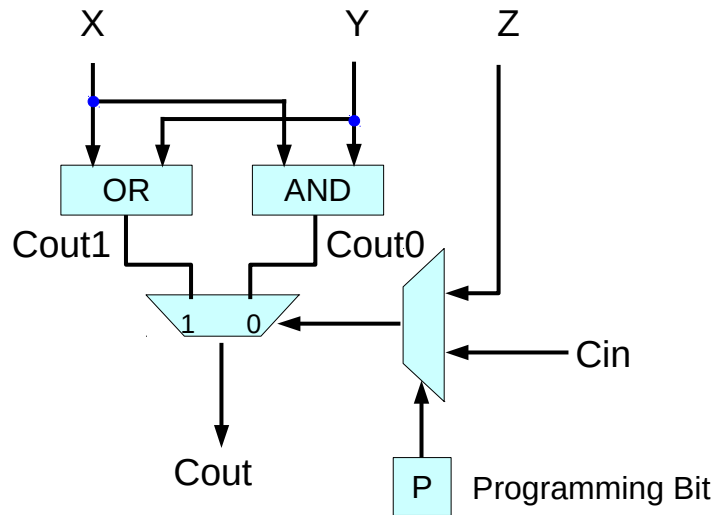 X Y Z
OR AND
Cout1 Cout0
1 0
Cin
Cout
P Programming Bit